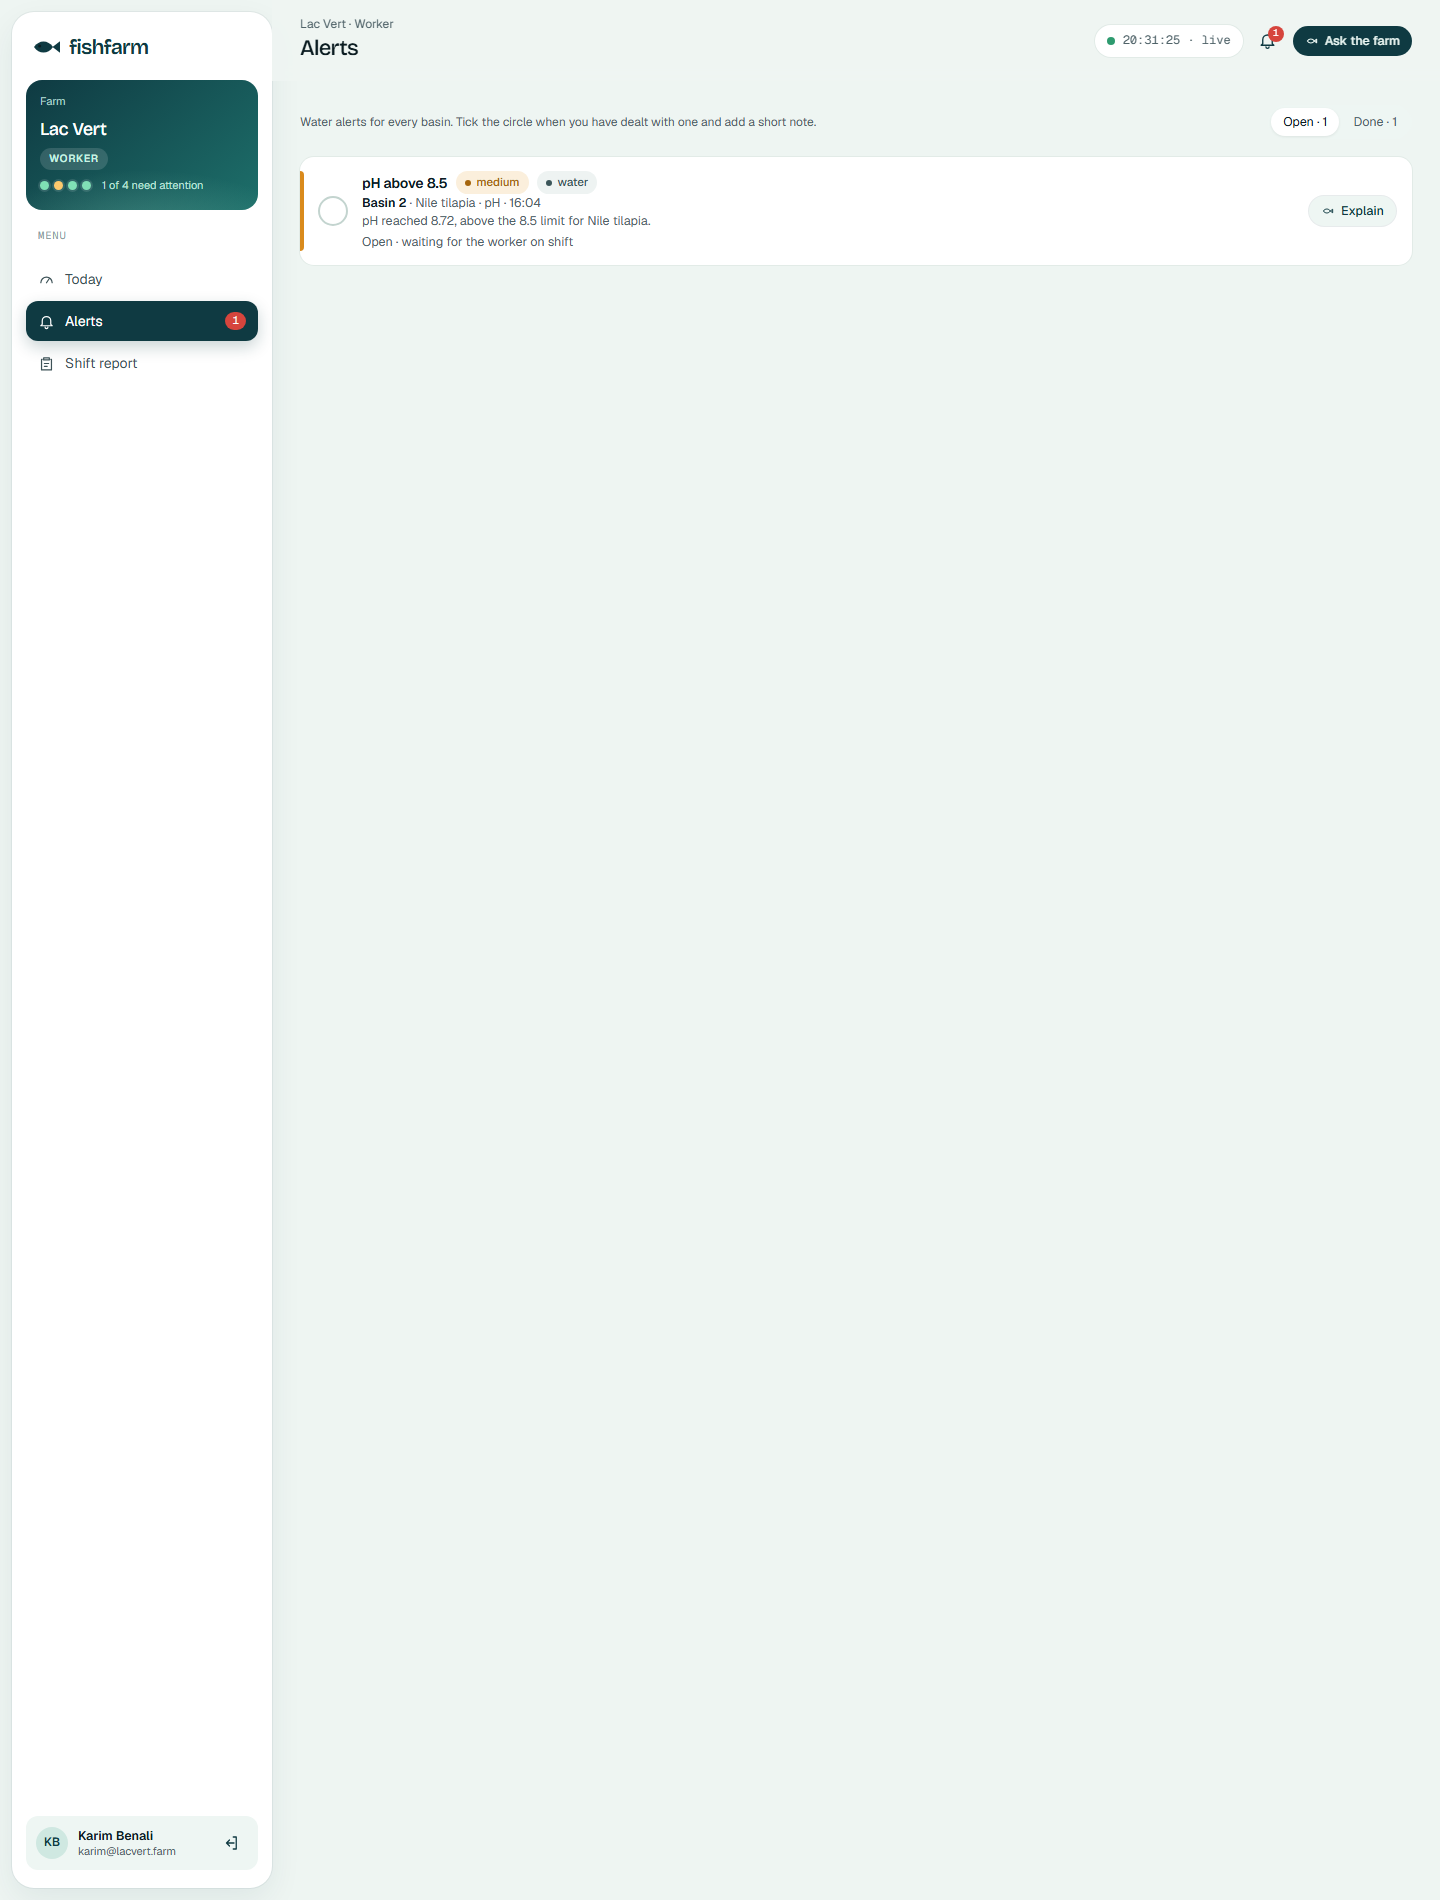 fishfarm
Farm
Lac Vert
WORKER
1 of 4 need attention
MENU
Today
Alerts 1
Shift report
KB
Karim Benali
karim@lacvert.farm
Lac Vert · Worker
Alerts
20:31:25 · live
1
Ask the farm
Water alerts for every basin. Tick the circle when you have dealt with one and add a short note.
Open · 1
Done · 1
pH above 8.5 medium water
Basin 2 · Nile tilapia · pH · 16:04
pH reached 8.72, above the 8.5 limit for Nile tilapia.
Open · waiting for the worker on shift
Explain